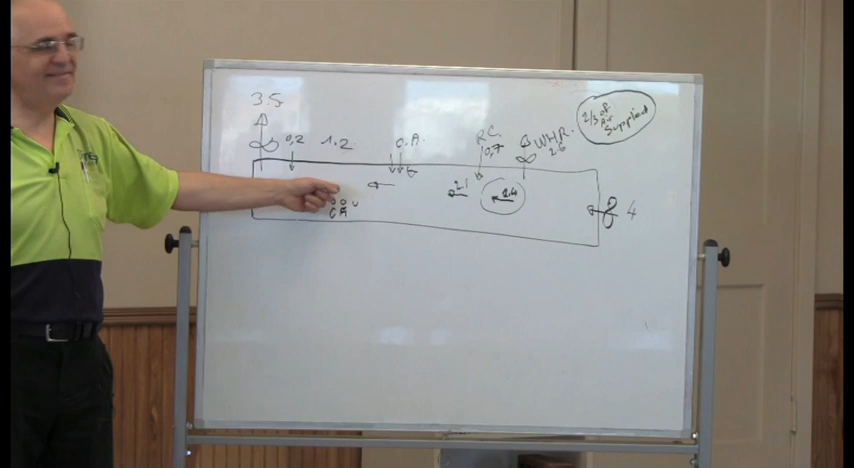 3.5
0,2
1.2
O.A.
R.C.
0,7
WHR.
2.6
2/3 of
Air
Supplied
2.1
2.4
4